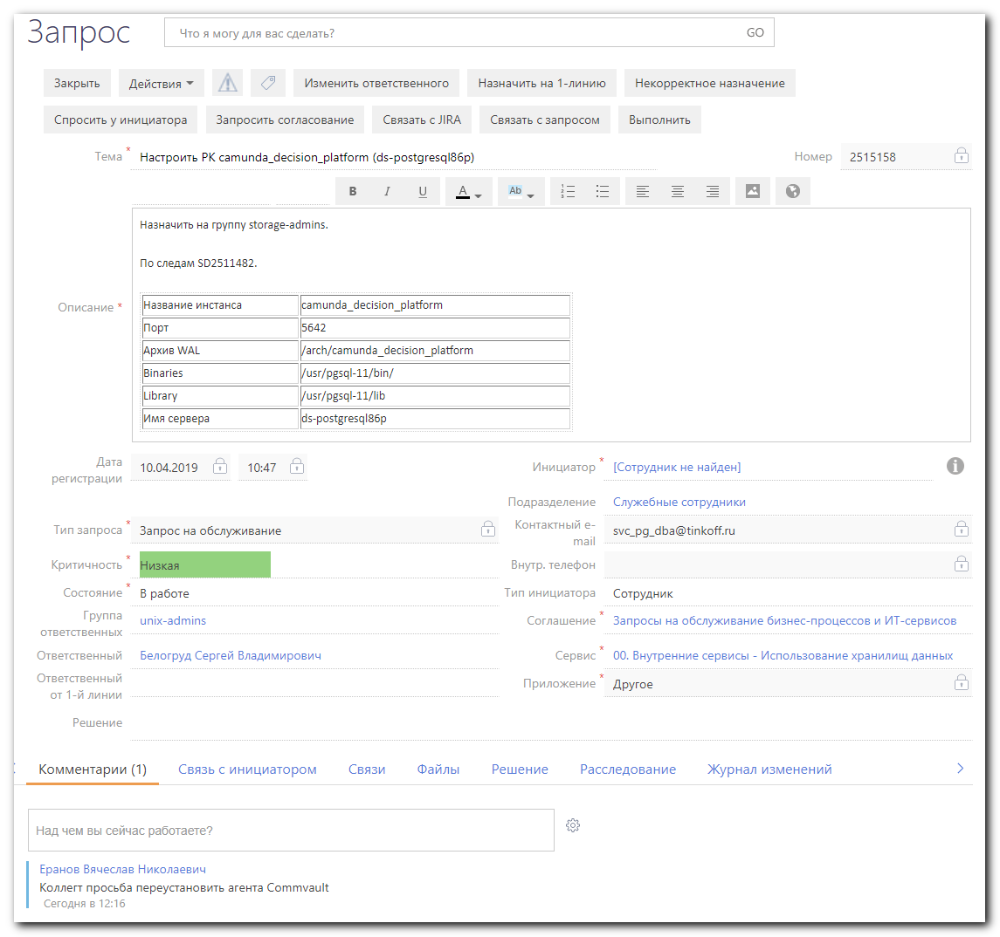 Запрос
Что я могу для вас сделать? GO
Закрыть Действия Изменить ответственного Назначить на 1-линию Некорректное назначение
Спросить у инициатора Запросить согласование Связать с JIRA Связать с запросом Выполнить
Тема * Настроить РК camunda_decision_platform (ds-postgresql86p) Номер 2515158
B I U A Ab
Назначить на группу storage-admins.
По следам SD2511482.
Описание *
Название инстанса camunda_decision_platform
Порт 5642
Архив WAL /arch/camunda_decision_platform
Binaries /usr/pgsql-11/bin/
Library /usr/pgsql-11/lib
Имя сервера ds-postgresql86p
Дата регистрации 10.04.2019 10:47 Инициатор * [Сотрудник не найден]
Подразделение Служебные сотрудники
Тип запроса * Запрос на обслуживание Контактный e-mail svc_pg_dba@tinkoff.ru
Критичность * Низкая Внутр. телефон
Состояние * В работе Тип инициатора Сотрудник
Группа ответственных unix-admins Соглашение * Запросы на обслуживание бизнес-процессов и ИТ-сервисов
Ответственный Белогруд Сергей Владимирович Сервис * 00. Внутренние сервисы - Использование хранилищ данных
Ответственный от 1-й линии Приложение * Другое
Решение
Комментарии (1) Связь с инициатором Связи Файлы Решение Расследование Журнал изменений
Над чем вы сейчас работаете?
Еранов Вячеслав Николаевич
Коллегт просьба переустановить агента Commvault
Сегодня в 12:16